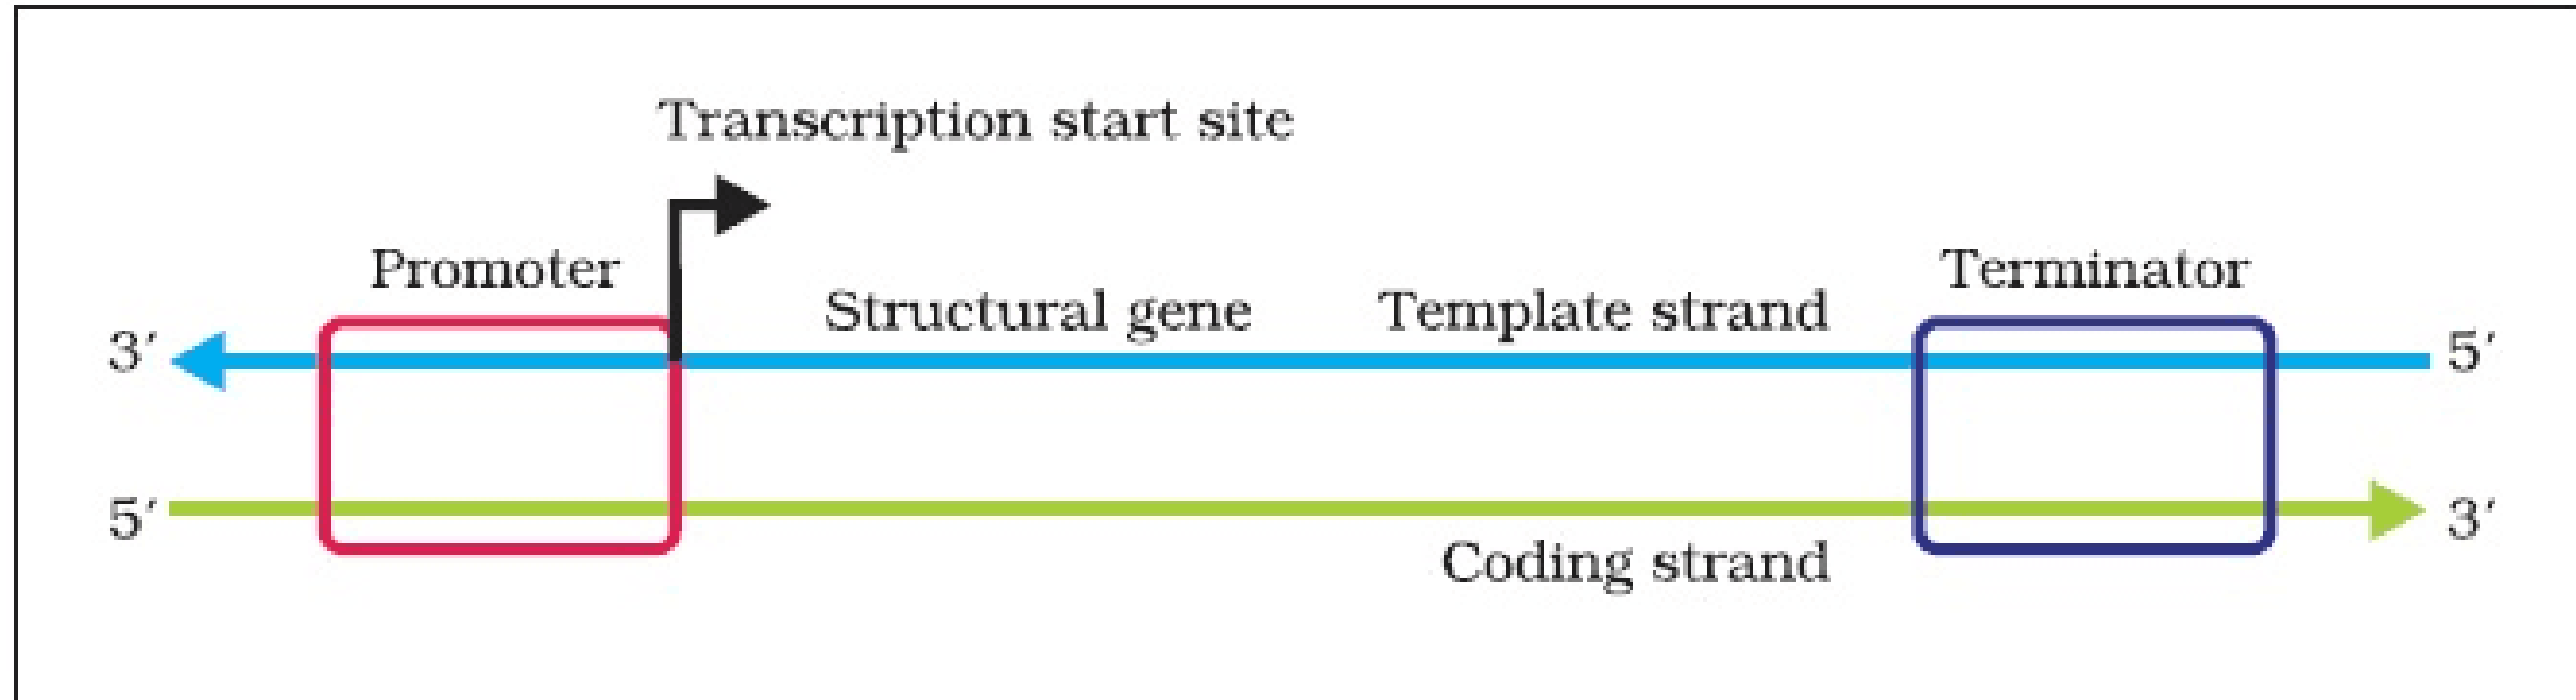 Transcription start site
Promoter
Structural gene
Template strand
Terminator
3′
5′
5′
3′
Coding strand